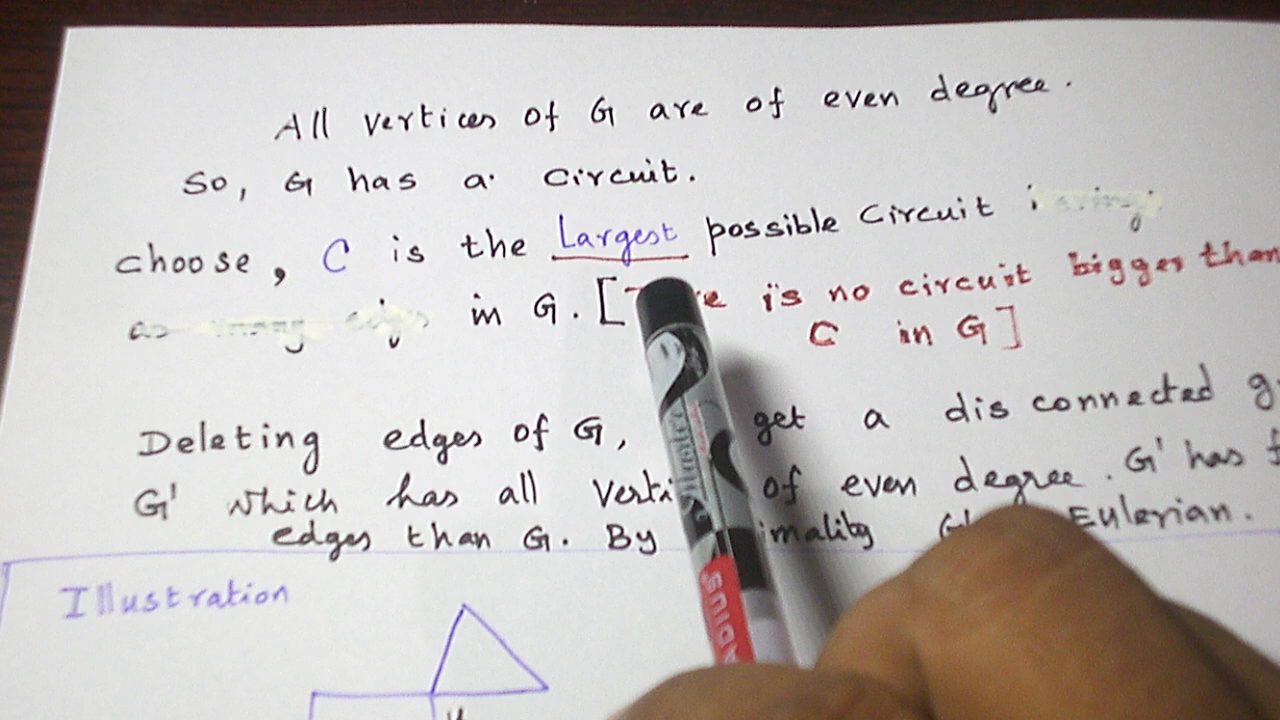 All vertices of G are of even degree.
So, G has a circuit.
choose, C is the Largest possible circuit
in G. [ is no circuit bigger than
C in G]
Deleting edges of G, get a disconnected
G' which has all of even degree. G' has
edges than G. By Eulerian.
Illustration
u